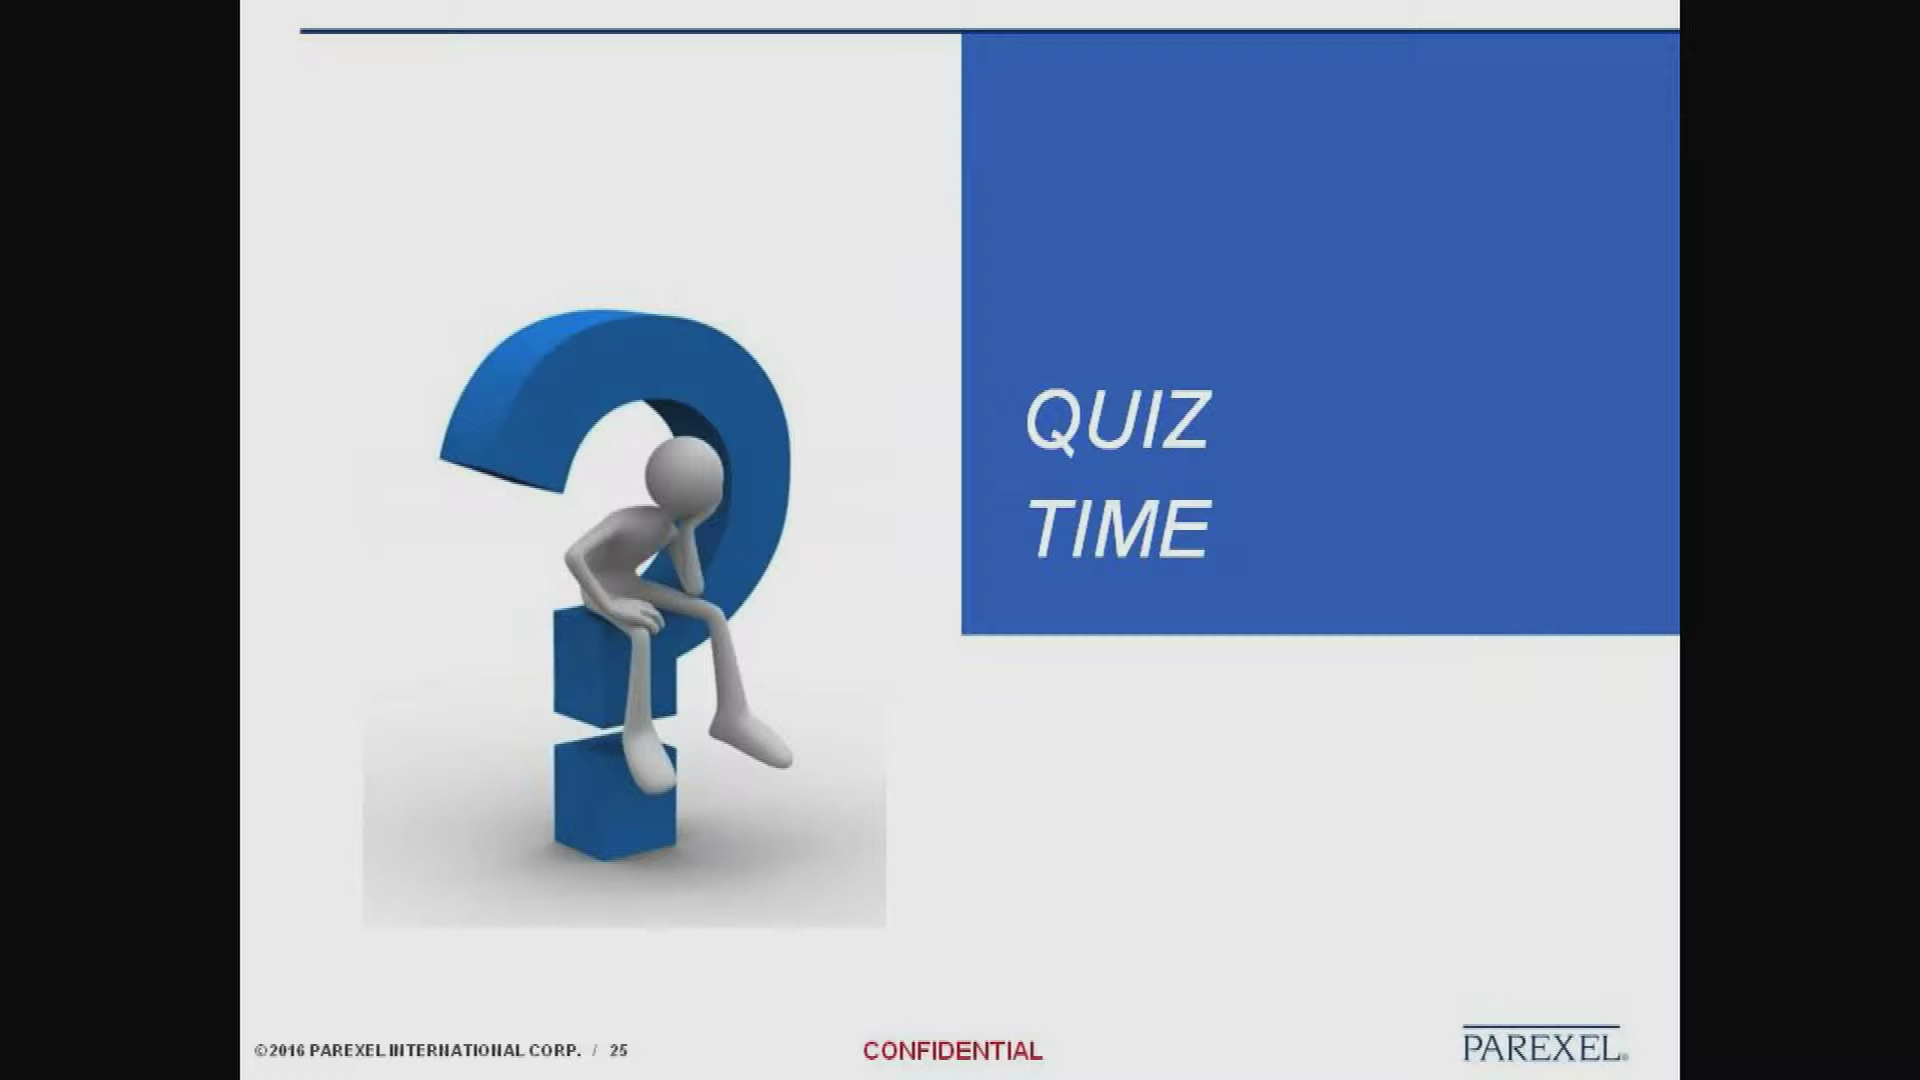 QUIZ
TIME
©2016 PAREXEL INTERNATIONAL CORP. / 25
CONFIDENTIAL
PAREXEL®